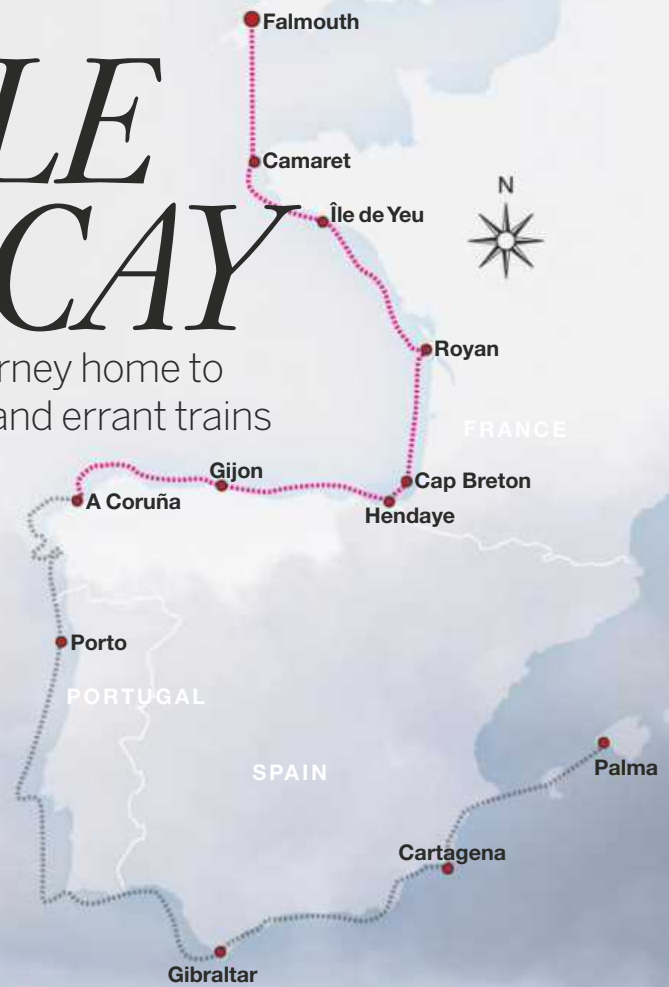 Falmouth
LE
CAY
rney home to
and errant trains
Camaret
N
Île de Yeu
Royan
FRANCE
Gijon
Cap Breton
A Coruña
Hendaye
Porto
PORTUGAL
SPAIN
Palma
Cartagena
Gibraltar